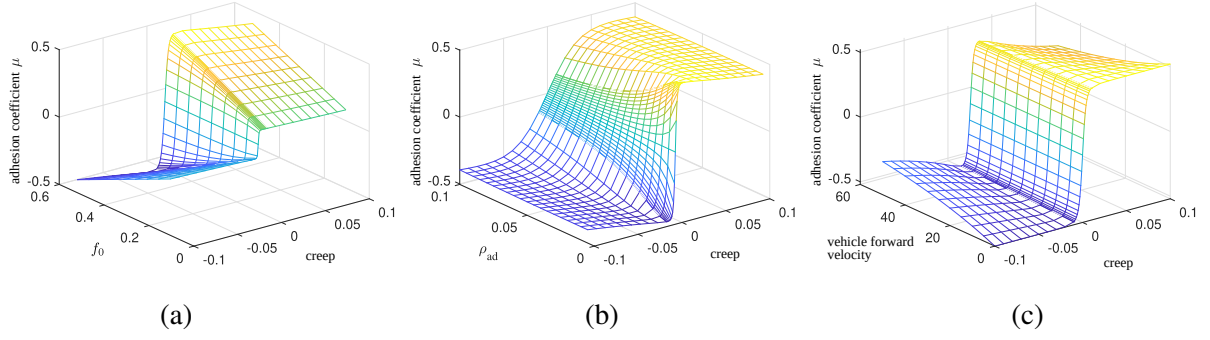 adhesion coefficient μ
0.5
0
-0.5
0.6
0.4
0.2
0
f₀
-0.1
-0.05
0
0.05
0.1
creep
(a)
adhesion coefficient μ
0.5
0
-0.5
0.1
0.05
0
ρ_ad
-0.1
-0.05
0
0.05
0.1
creep
(b)
adhesion coefficient μ
0.5
0
-0.5
60
40
20
0
vehicle forward
velocity
-0.1
-0.05
0
0.05
0.1
creep
(c)